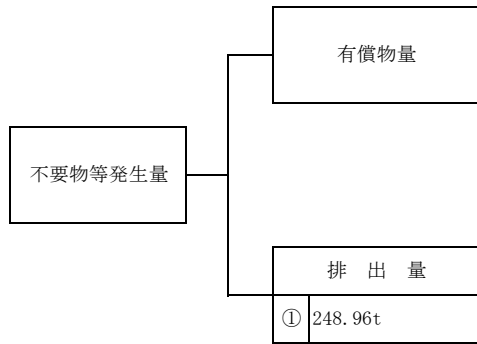 有償物量
不要物等発生量
排 出 量
① 248.96t